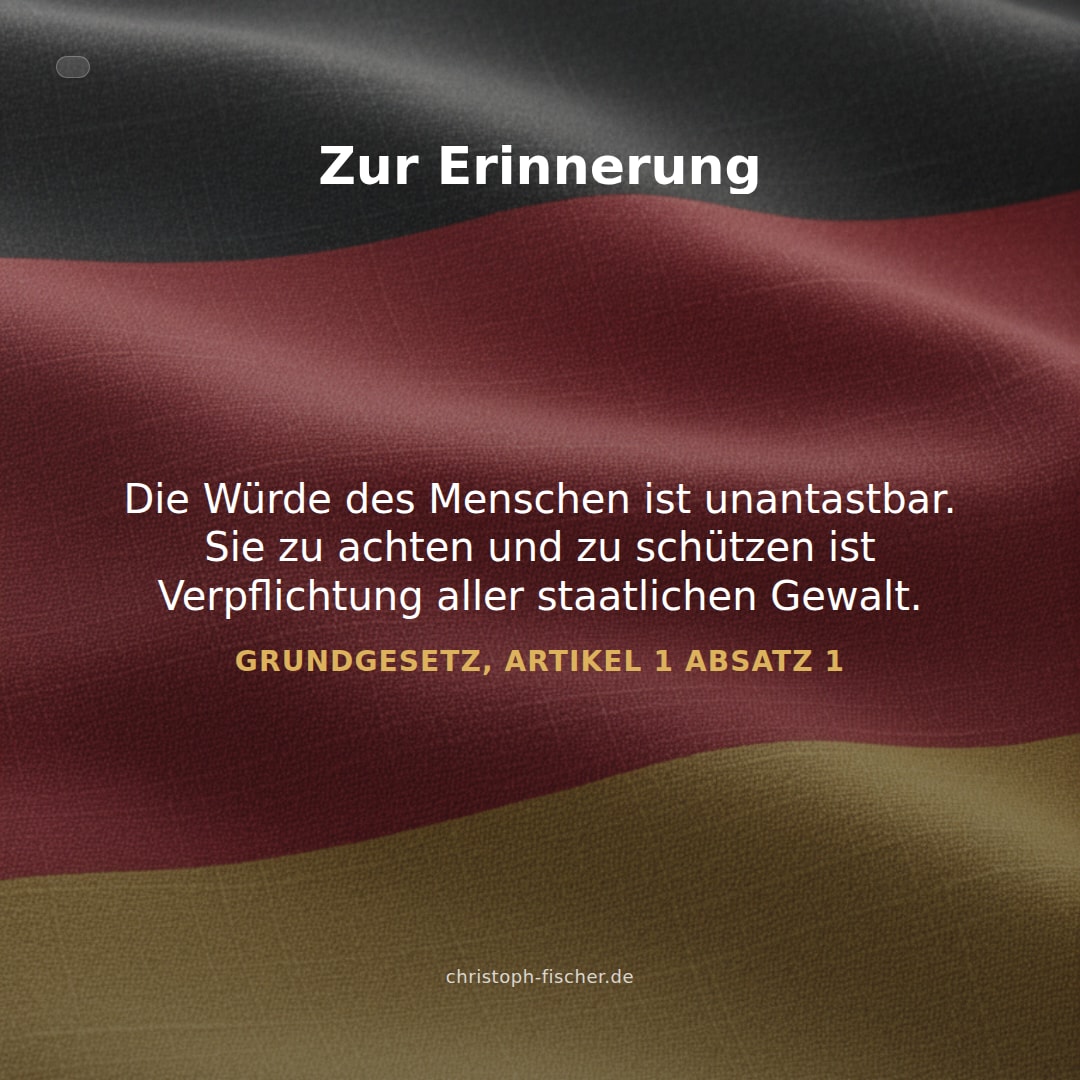 Zur Erinnerung
Die Würde des Menschen ist unantastbar.
Sie zu achten und zu schützen ist
Verpflichtung aller staatlichen Gewalt.
GRUNDGESETZ, ARTIKEL 1 ABSATZ 1
christoph-fischer.de